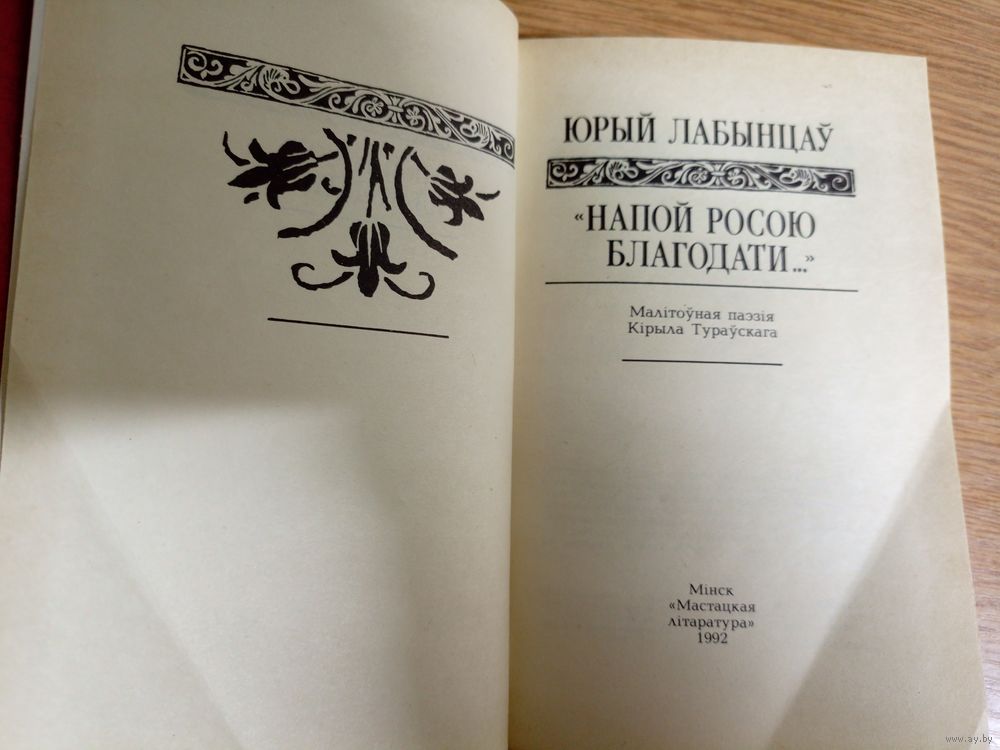 ЮРЫЙ ЛАБЫНЦАЎ
«НАПОЙ РОСОЮ
БЛАГОДАТИ...»
Малітоўная паэзія
Кірыла Тураўскага
Мінск
«Мастацкая
літаратура»
1992
www.ay.by